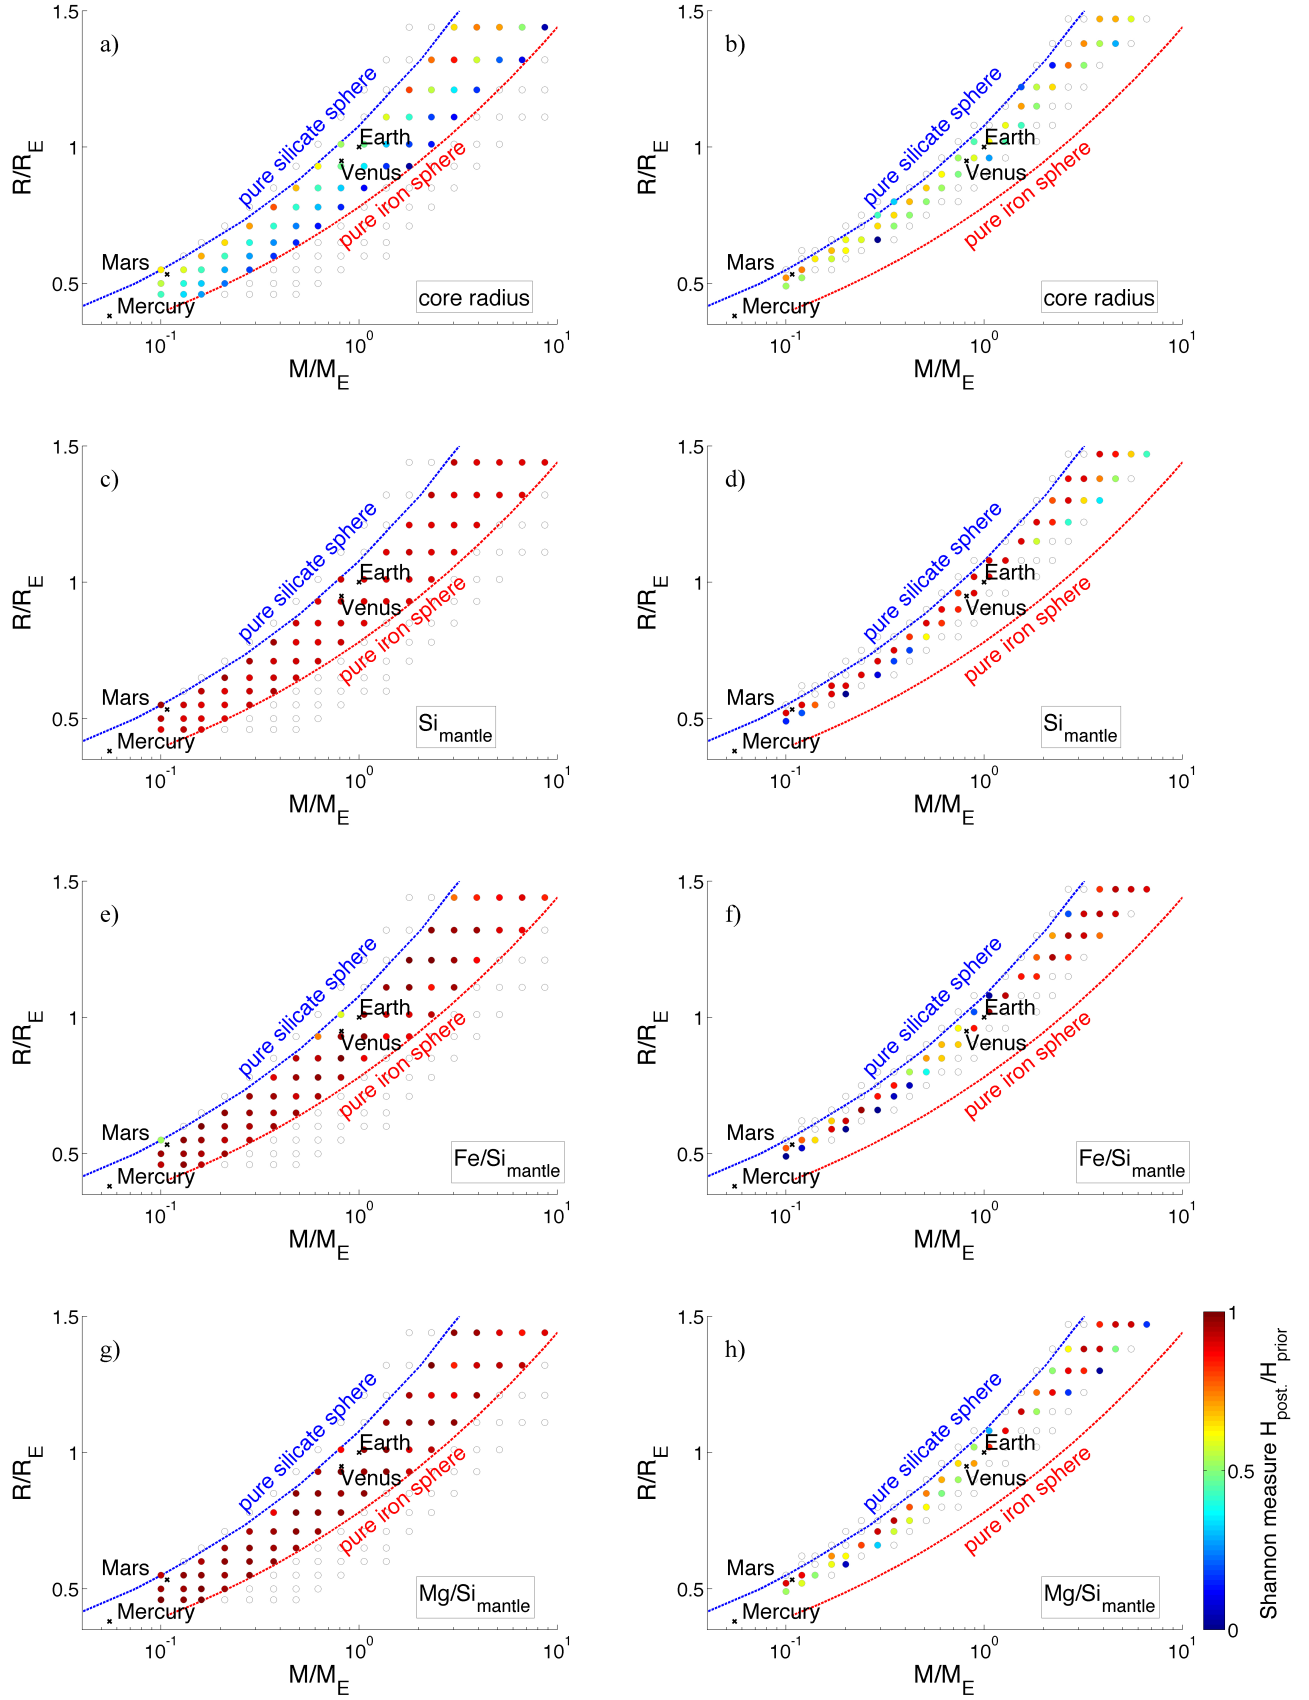 1.5
a)
pure silicate sphere
1
Earth
Venus
R/R_E
pure iron sphere
Mars
0.5
Mercury
core radius
10^-1
10^0
10^1
M/M_E
1.5
b)
pure silicate sphere
1
Earth
Venus
R/R_E
pure iron sphere
Mars
0.5
Mercury
core radius
10^-1
10^0
10^1
M/M_E
1.5
c)
pure silicate sphere
1
Earth
Venus
R/R_E
pure iron sphere
Mars
0.5
Mercury
Si_mantle
10^-1
10^0
10^1
M/M_E
1.5
d)
pure silicate sphere
1
Earth
Venus
R/R_E
pure iron sphere
Mars
0.5
Mercury
Si_mantle
10^-1
10^0
10^1
M/M_E
1.5
e)
pure silicate sphere
1
Earth
Venus
R/R_E
pure iron sphere
Mars
0.5
Mercury
Fe/Si_mantle
10^-1
10^0
10^1
M/M_E
1.5
f)
pure silicate sphere
1
Earth
Venus
R/R_E
pure iron sphere
Mars
0.5
Mercury
Fe/Si_mantle
10^-1
10^0
10^1
M/M_E
1.5
g)
pure silicate sphere
1
Earth
Venus
R/R_E
pure iron sphere
Mars
0.5
Mercury
Mg/Si_mantle
10^-1
10^0
10^1
M/M_E
1.5
h)
pure silicate sphere
1
Earth
Venus
R/R_E
pure iron sphere
Mars
0.5
Mercury
Mg/Si_mantle
10^-1
10^0
10^1
M/M_E
1
0.5
0
Shannon measure H_post./H_prior